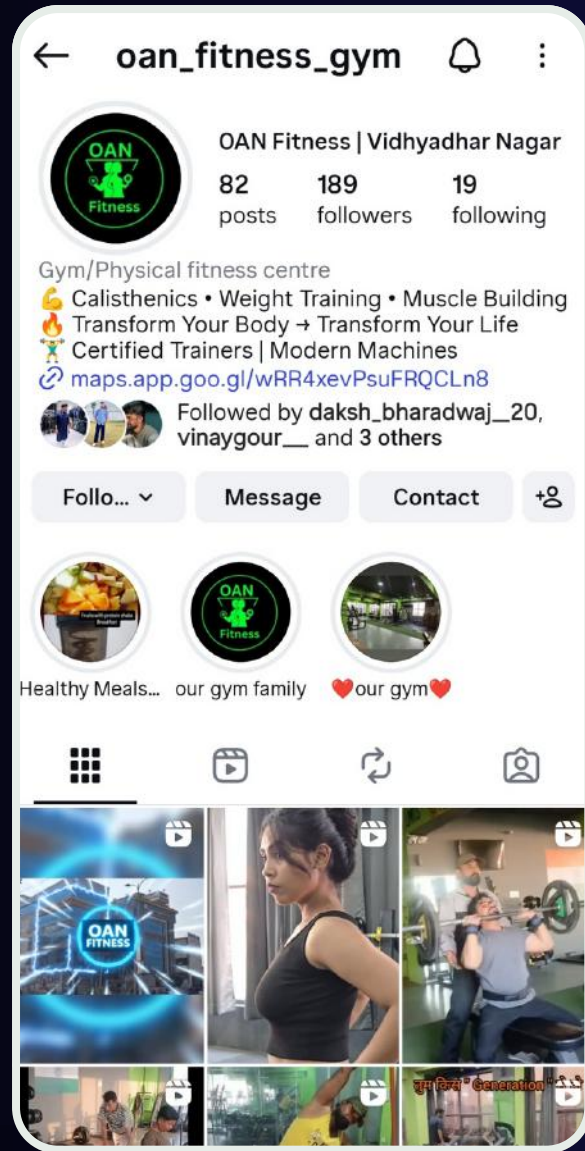 oan_fitness_gym
OAN
Fitness
OAN Fitness | Vidhyadhar Nagar
82 189 19
posts followers following
Gym/Physical fitness centre
💪 Calisthenics • Weight Training • Muscle Building
🔥 Transform Your Body → Transform Your Life
🏋️ Certified Trainers | Modern Machines
maps.app.goo.gl/wRR4xevPsuFRQCLn8
Followed by daksh_bharadwaj__20,
vinaygour__ and 3 others
Follo... Message Contact
OAN
Fitness
Healthy Meals... our gym family ❤️our gym❤️
OAN
FITNESS
तुम किस "Generation"